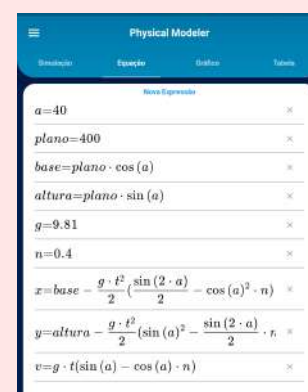 Physical Modeler
Simulação Equação Gráfico Tabela
Nova Expressão
a=40 ×
plano=400 ×
base=plano · cos (a) ×
altura=plano · sin (a) ×
g=9.81 ×
n=0.4 ×
x=base − g · t²/2 (sin (2 · a)/2 − cos (a)² · n) ×
y=altura − g · t²/2 (sin (a)² − sin (2 · a)/2 · ×
v=g · t(sin (a) − cos (a) · n) ×